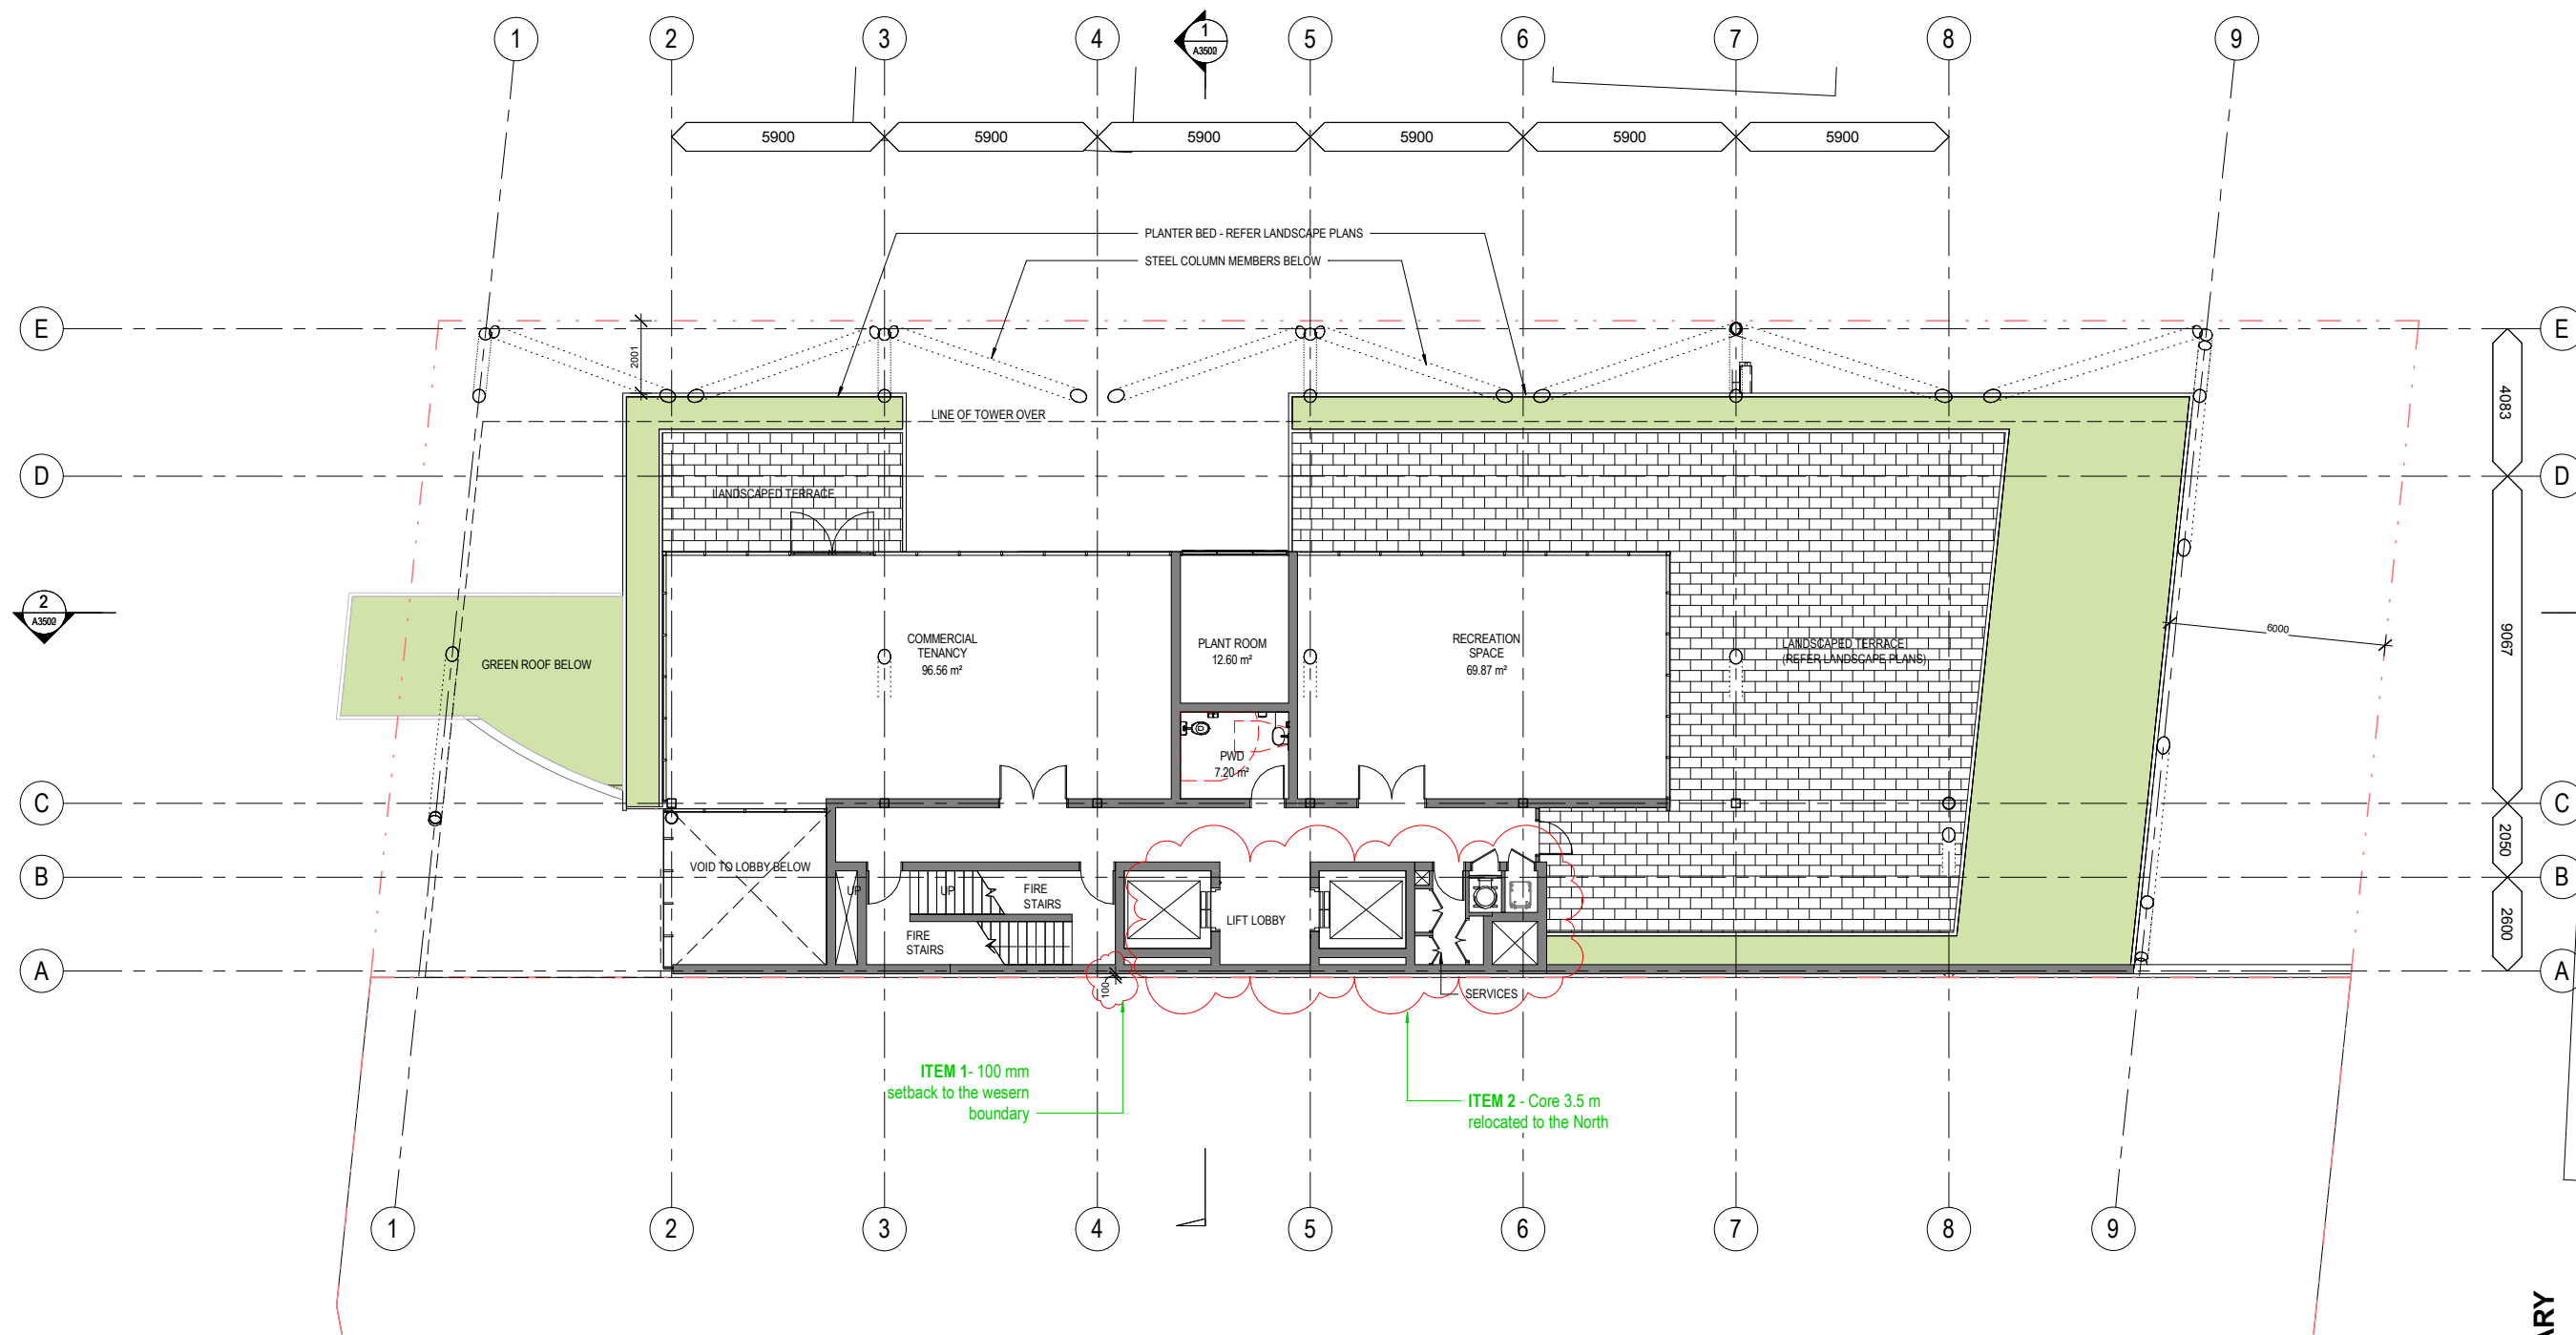 1
2
3
4
1
A3502
5
6
7
8
9
5900
5900
5900
5900
5900
5900
PLANTER BED - REFER LANDSCAPE PLANS
STEEL COLUMN MEMBERS BELOW
E
E
2001
4083
LINE OF TOWER OVER
D
D
LANDSCAPED TERRACE
2
A3502
COMMERCIAL
TENANCY
96.56 m²
PLANT ROOM
12.60 m²
RECREATION
SPACE
69.87 m²
LANDSCAPED TERRACE
(REFER LANDSCAPE PLANS)
6000
9067
GREEN ROOF BELOW
PWD
7.20 m²
C
C
2050
VOID TO LOBBY BELOW
B
B
UP
UP
FIRE
STAIRS
LIFT LOBBY
FIRE
STAIRS
2600
A
A
100
SERVICES
ITEM 1- 100 mm
setback to the wesern
boundary
ITEM 2 - Core 3.5 m
relocated to the North
1
2
3
4
5
6
7
8
9
ARY